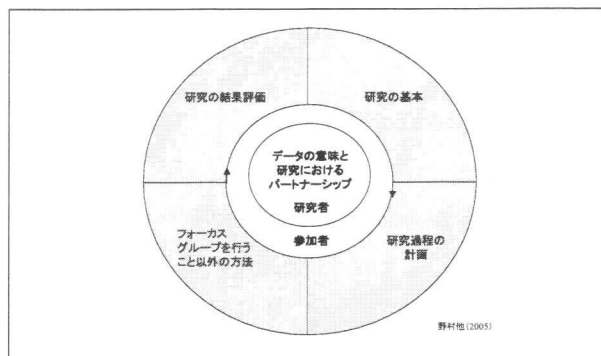 研究の結果評価
研究の基本
データの意味と
研究における
パートナーシップ
研究者
参加者
フォーカス
グループを行う
こと以外の方法
研究過程の
計画
野村他(2005)